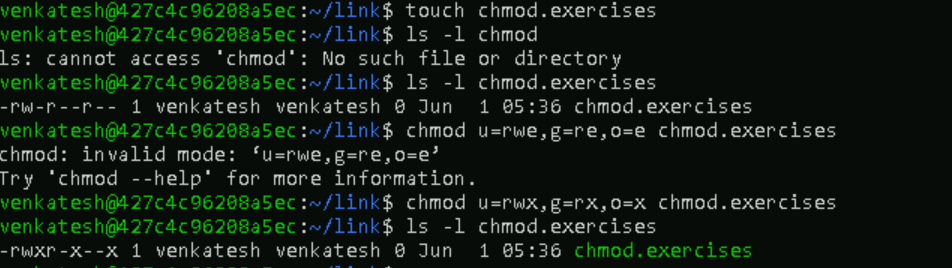 venkatesh@427c4c96208a5ec:~/link$ touch chmod.exercises
venkatesh@427c4c96208a5ec:~/link$ ls -l chmod
ls: cannot access 'chmod': No such file or directory
venkatesh@427c4c96208a5ec:~/link$ ls -l chmod.exercises
-rw-r--r-- 1 venkatesh venkatesh 0 Jun  1 05:36 chmod.exercises
venkatesh@427c4c96208a5ec:~/link$ chmod u=rwe,g=re,o=e chmod.exercises
chmod: invalid mode: ‘u=rwe,g=re,o=e’
Try 'chmod --help' for more information.
venkatesh@427c4c96208a5ec:~/link$ chmod u=rwx,g=rx,o=x chmod.exercises
venkatesh@427c4c96208a5ec:~/link$ ls -l chmod.exercises
-rwxr-x--x 1 venkatesh venkatesh 0 Jun  1 05:36 chmod.exercises